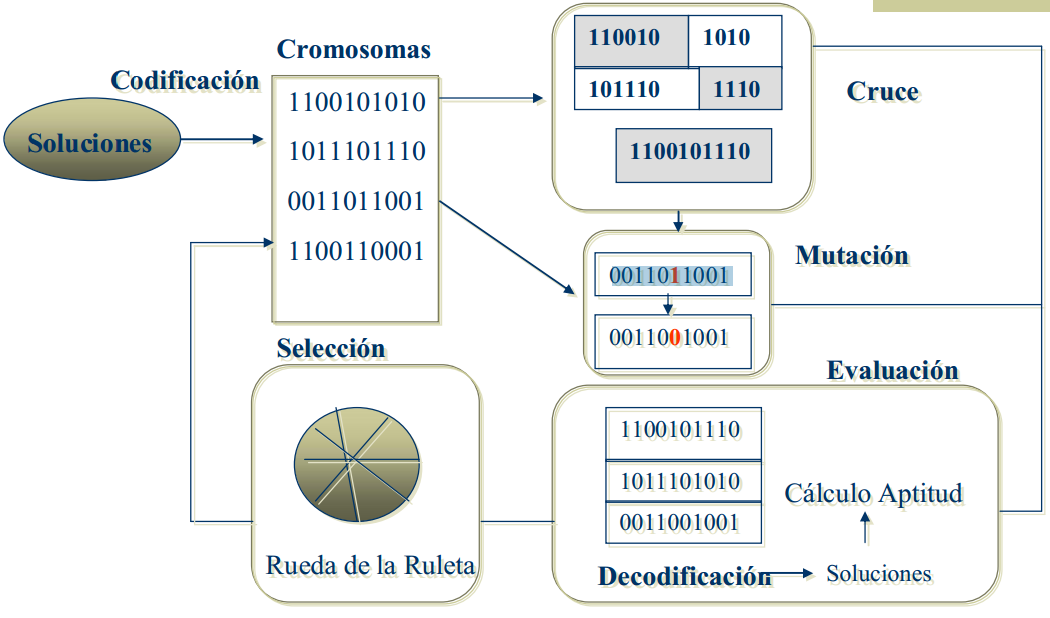 Codificación
Soluciones
Cromosomas
1100101010
1011101110
0011011001
1100110001
110010 1010
101110 1110
1100101110
Cruce
Mutación
0011011001
0011001001
Selección
Rueda de la Ruleta
Evaluación
1100101110
1011101010
0011001001
Cálculo Aptitud
Decodificación
Soluciones